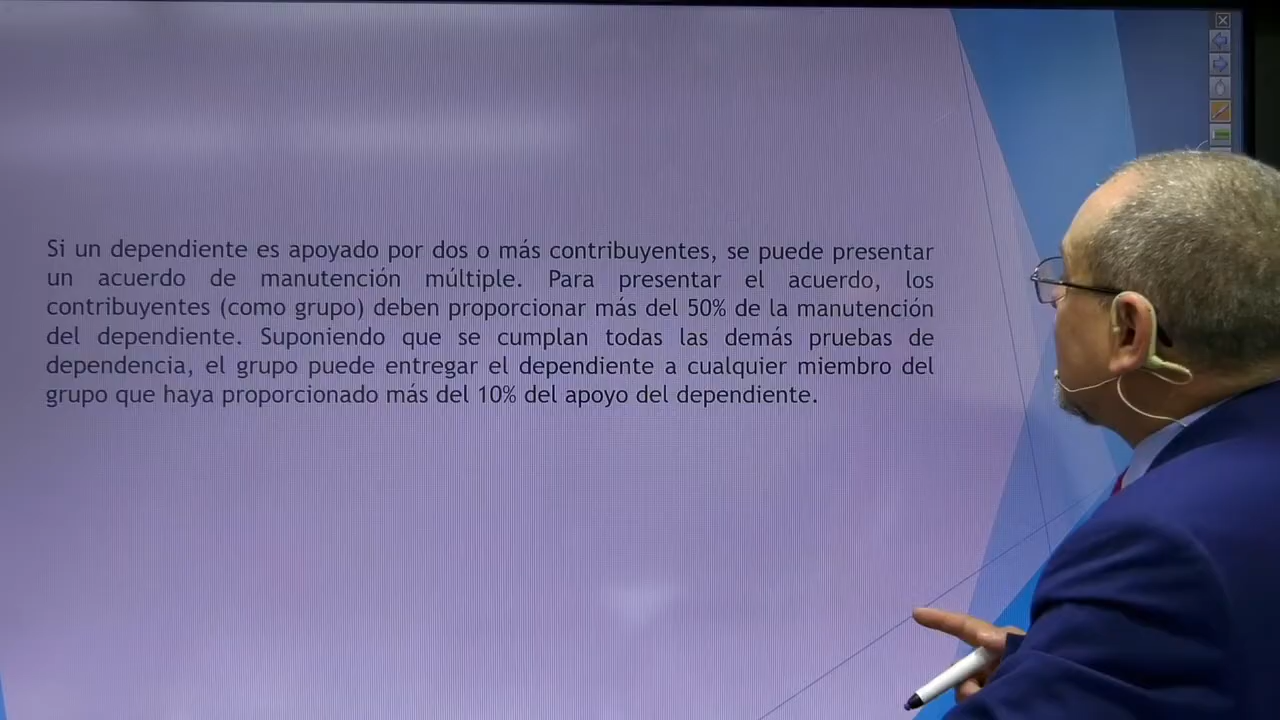 Si un dependiente es apoyado por dos o más contribuyentes, se puede presentar
un acuerdo de manutención múltiple. Para presentar el acuerdo, los
contribuyentes (como grupo) deben proporcionar más del 50% de la manutención
del dependiente. Suponiendo que se cumplan todas las demás pruebas de
dependencia, el grupo puede entregar el dependiente a cualquier miembro del
grupo que haya proporcionado más del 10% del apoyo del dependiente.